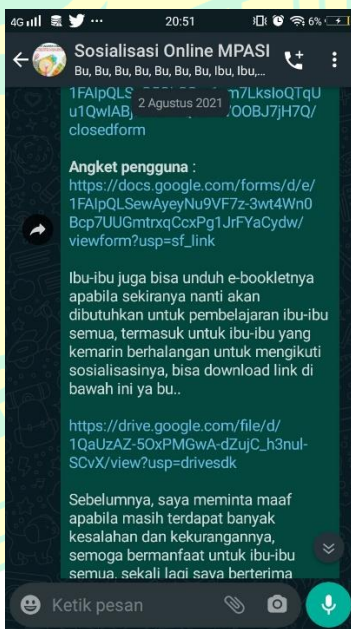 4G 20:51 6%
Sosialisasi Online MPASI
Bu, Bu, Bu, Bu, Bu, Bu, Bu, Ibu, Ibu,...
2 Agustus 2021
closedform
Angket pengguna :
https://docs.google.com/forms/d/e/
1FAIpQLSewAyeyNu9VF7z-3wt4Wn0
Bcp7UUGmtrxqCcxPg1JrFYaCydw/
viewform?usp=sf_link
Ibu-ibu juga bisa unduh e-bookletnya
apabila sekiranya nanti akan
dibutuhkan untuk pembelajaran ibu-ibu
semua, termasuk untuk ibu-ibu yang
kemarin berhalangan untuk mengikuti
sosialisasinya, bisa download link di
bawah ini ya bu..
https://drive.google.com/file/d/
1QaUzAZ-5OxPMGwA-dZujC_h3nul-
SCvX/view?usp=drivesdk
Sebelumnya, saya meminta maaf
apabila masih terdapat banyak
kesalahan dan kekurangannya,
semoga bermanfaat untuk ibu-ibu
semua, sekali lagi saya berterima
Ketik pesan